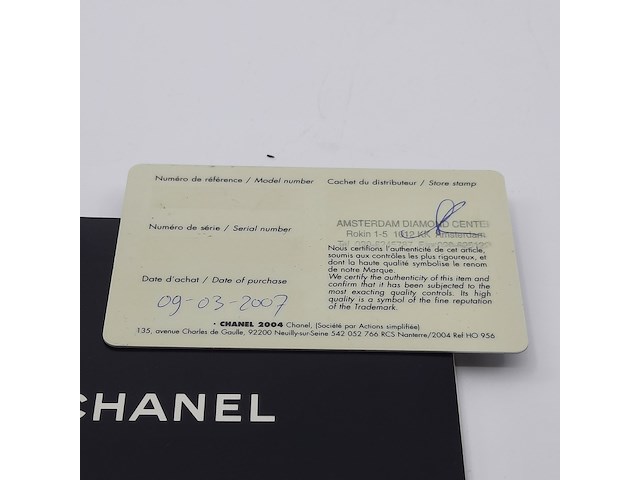 Numéro de référence / Model number
Cachet du distributeur / Store stamp
AMSTERDAM DIAMOND CENTER
Rokin 1-5 1012 KK Amsterdam
Numéro de série / Serial number
Nous certifions l'authenticité de cet article,
soumis aux contrôles les plus rigoureux, et
dont la haute qualité symbolise le renom
de notre Marque.
We certify the authenticity of this item and
confirm that it has been subjected to the
most exacting quality controls. Its high
quality is a symbol of the fine reputation
of the Trademark.
Date d'achat / Date of purchase
09-03-2007
· CHANEL 2004 Chanel, (Société par Actions simplifiée)
135, avenue Charles de Gaulle, 92200 Neuilly-sur-Seine 542 052 766 RCS Nanterre/2004 Ref HO 956
CHANEL